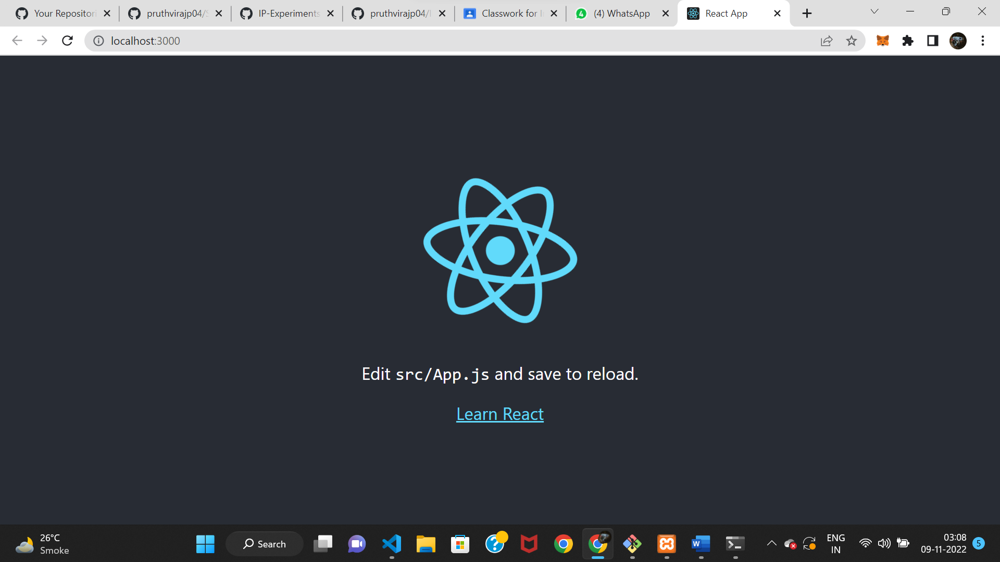 Your Repositori
pruthvirajp04/S
IP-Experiments
pruthvirajp04/I
Classwork for I
(4) WhatsApp
React App
localhost:3000
Edit src/App.js and save to reload.
Learn React
26°C
Smoke
Search
ENG
IN
03:08
09-11-2022
5